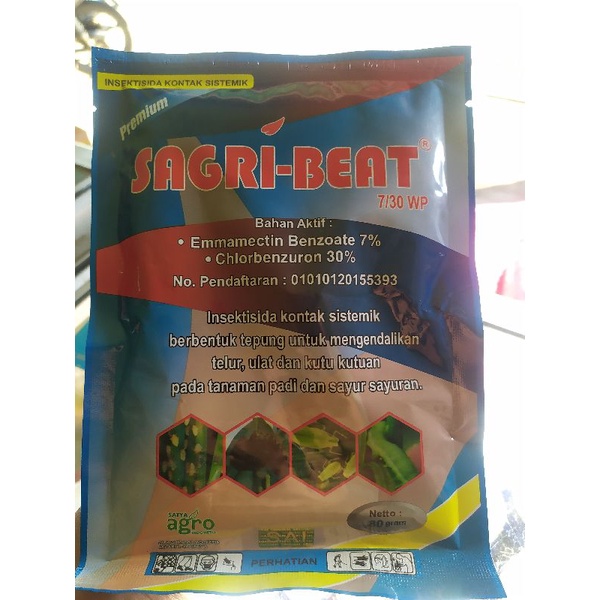 INSEKTISIDA KONTAK SISTEMIK
Premium
SAGRI-BEAT®
7/30 WP
Bahan Aktif :
• Emmamectin Benzoate 7%
• Chlorbenzuron 30%
No. Pendaftaran : 01010120155393
Insektisida kontak sistemik
berbentuk tepung untuk mengendalikan
telur, ulat dan kutu kutuan
pada tanaman padi dan sayur sayuran.
Netto :
gram
agro
SAI
PERHATIAN